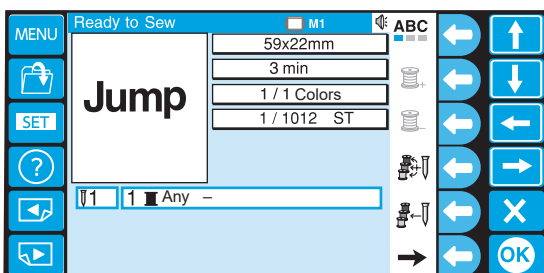 MENU
Ready to Sew
M1
ABC
59x22mm
3 min
1 / 1 Colors
1 / 1012 ST
Jump
SET
?
1
1 Any –
OK